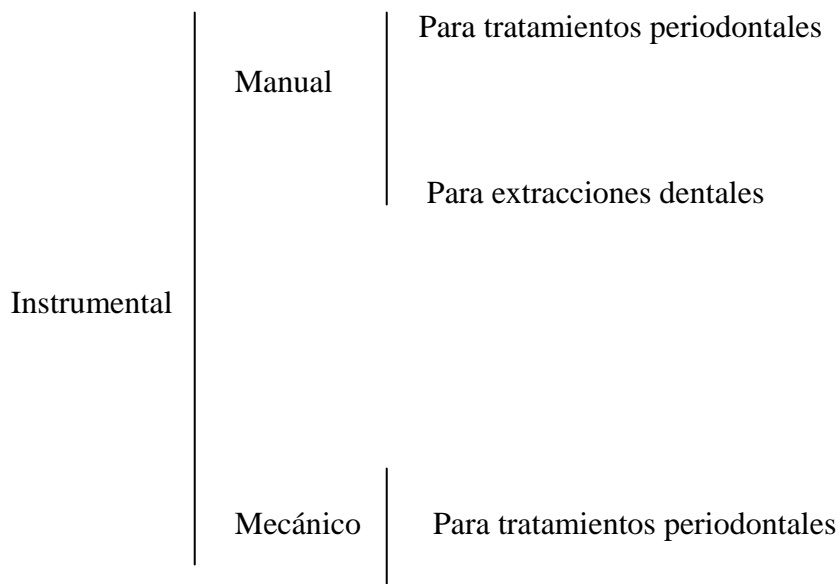 Para tratamientos periodontales
Manual
Para extracciones dentales
Instrumental
Mecánico
Para tratamientos periodontales